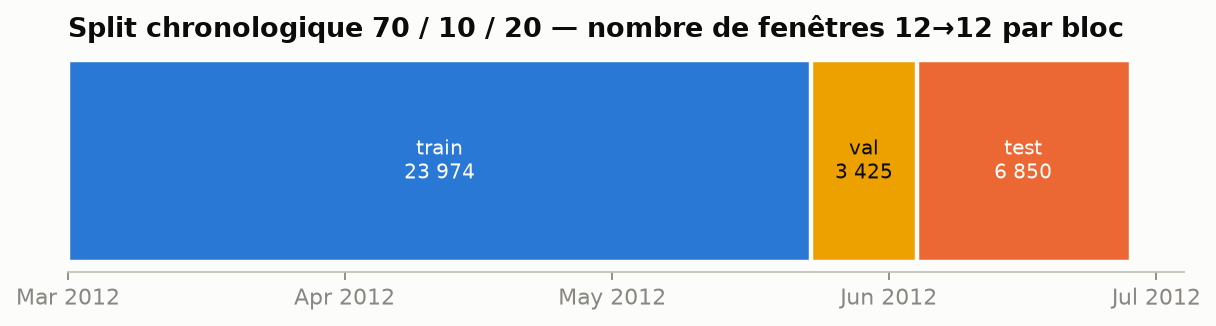 Split chronologique 70 / 10 / 20 — nombre de fenêtres 12→12 par bloc
train
23 974
val
3 425
test
6 850
Mar 2012
Apr 2012
May 2012
Jun 2012
Jul 2012